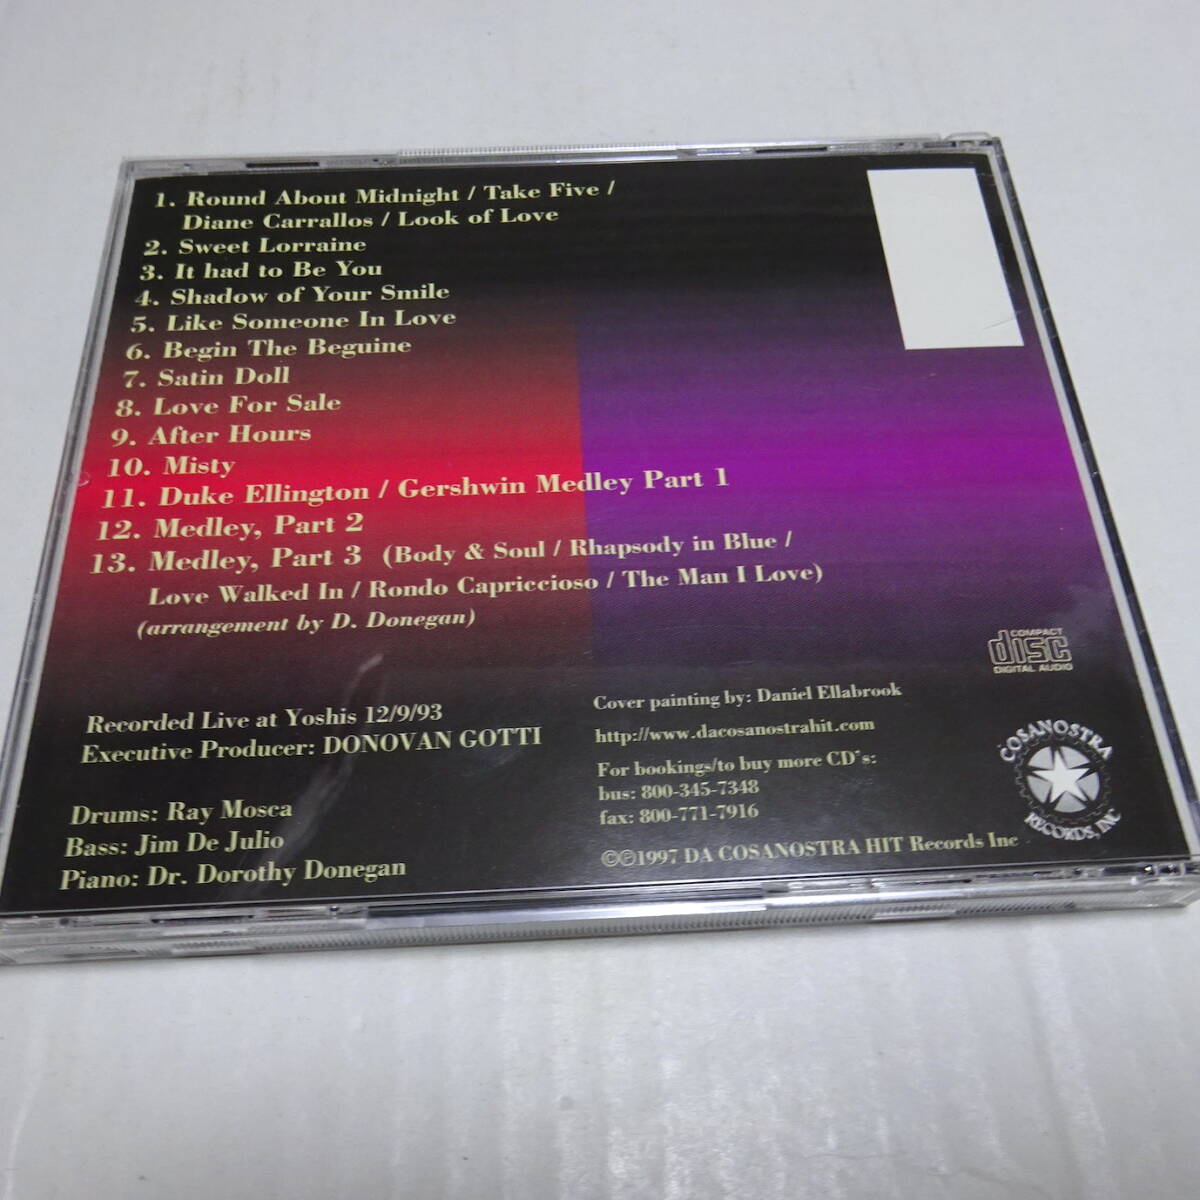 1. Round About Midnight / Take Five /
Diane Carrallos / Look of Love
2. Sweet Lorraine
3. It had to Be You
4. Shadow of Your Smile
5. Like Someone In Love
6. Begin The Beguine
7. Satin Doll
8. Love For Sale
9. After Hours
10. Misty
11. Duke Ellington / Gershwin Medley Part 1
12. Medley, Part 2
13. Medley, Part 3 (Body & Soul / Rhapsody in Blue /
Love Walked In / Rondo Capriccioso / The Man I Love)
(arrangement by D. Donegan)
Recorded Live at Yoshis 12/9/93
Executive Producer: DONOVAN GOTTI
Drums: Ray Mosca
Bass: Jim De Julio
Piano: Dr. Dorothy Donegan
Cover painting by: Daniel Ellabrook
http://www.dacosanostrahit.com
For bookings/to buy more CD's:
bus: 800-345-7348
fax: 800-771-7916
©℗1997 DA COSANOSTRA HIT Records Inc
COMPACT
disc
DIGITAL AUDIO
COSANOSTRA
RECORDS, INC